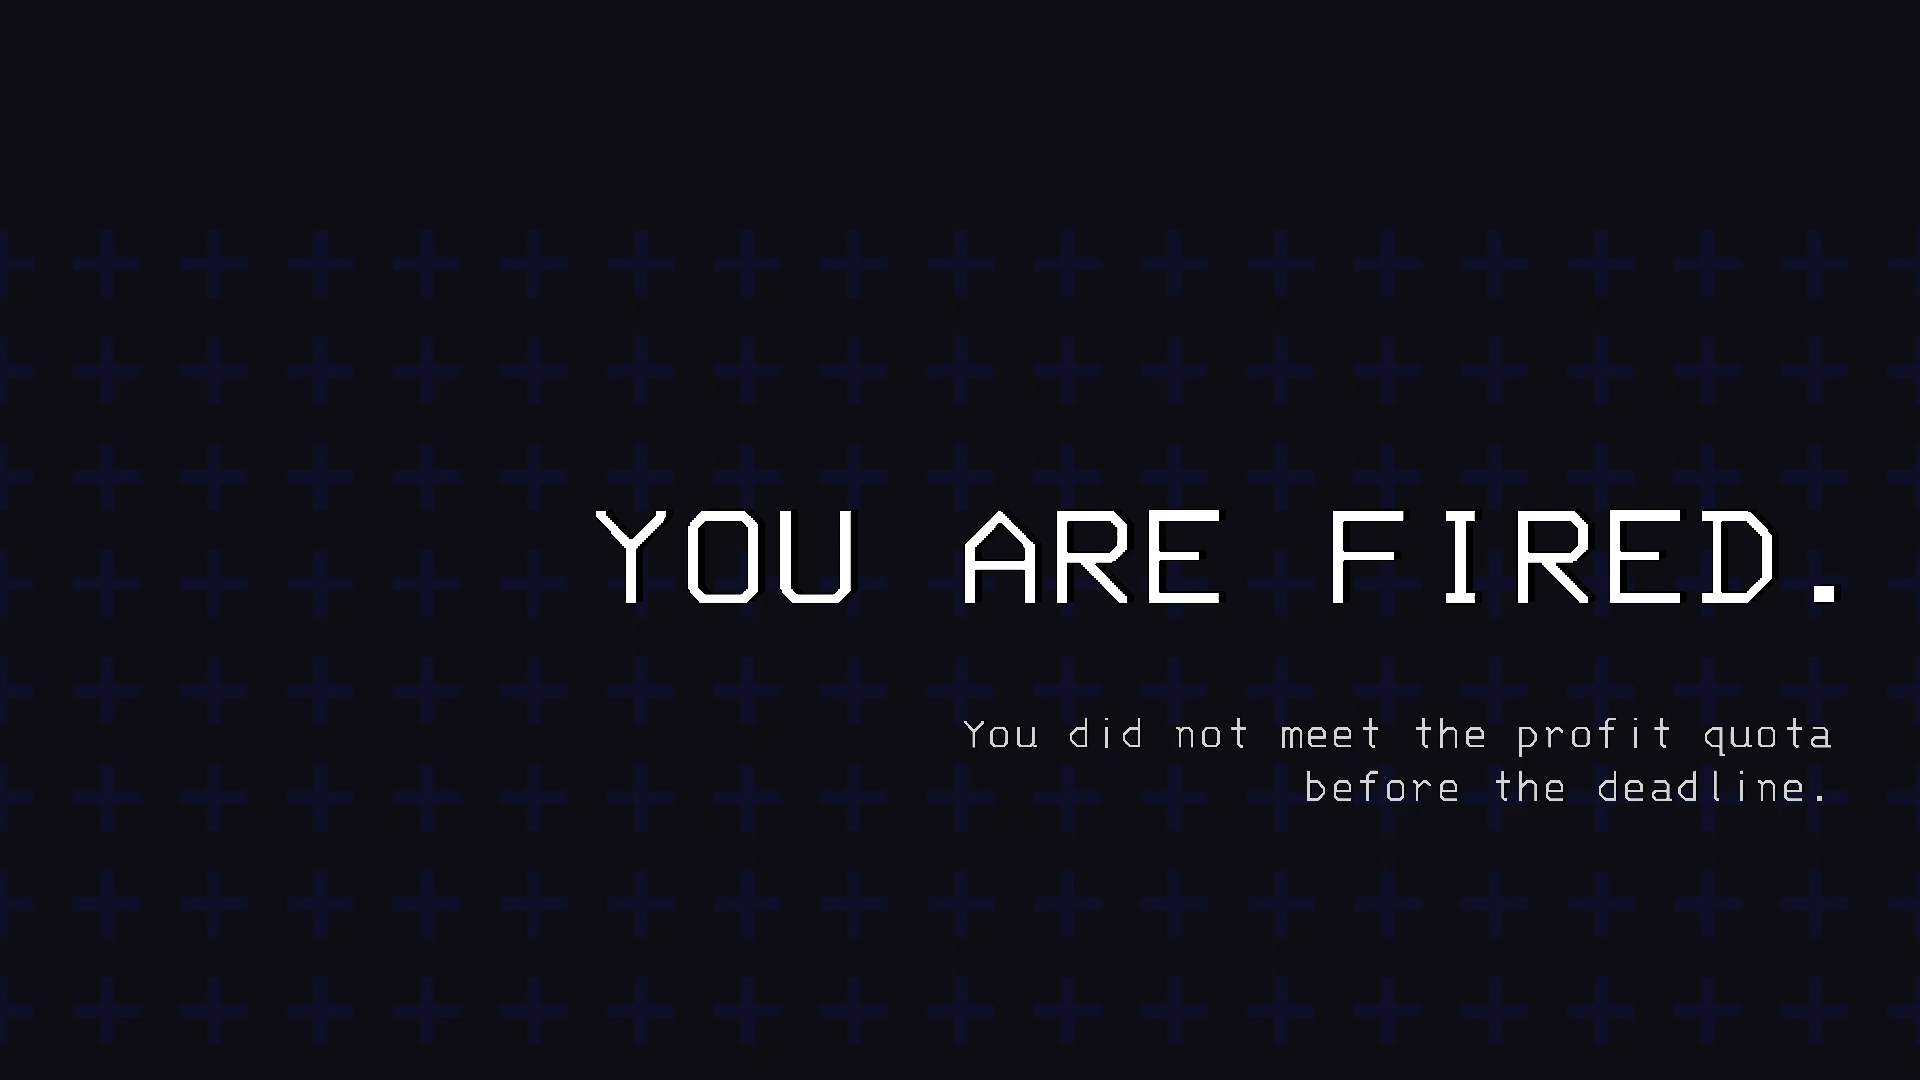 YOU ARE FIRED.
You did not meet the profit quota
before the deadline.